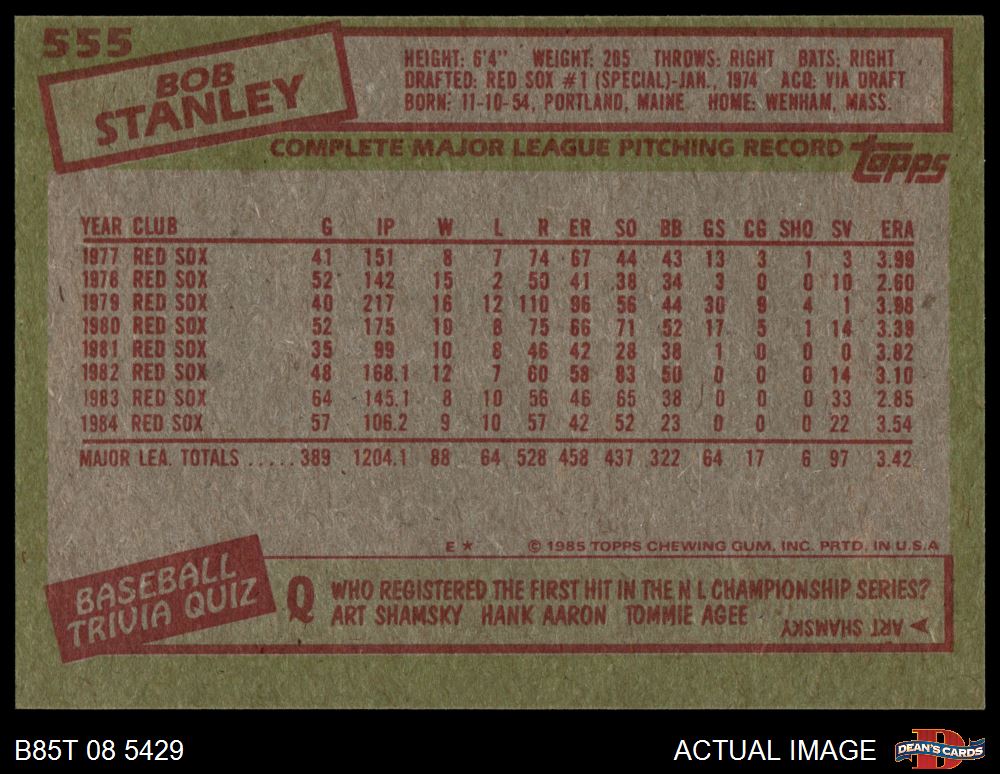 555
BOB
STANLEY
HEIGHT: 6'4" WEIGHT: 205 THROWS: RIGHT BATS: RIGHT
DRAFTED: RED SOX #1 (SPECIAL)-JAN., 1974 ACQ: VIA DRAFT
BORN: 11-10-54, PORTLAND, MAINE. HOME: WENHAM, MASS.
COMPLETE MAJOR LEAGUE PITCHING RECORD topps
YEAR CLUB G IP W L R ER SO BB GS CG SHO SV ERA
1977 RED SOX 41 151 8 7 74 67 44 43 13 3 1 3 3.99
1978 RED SOX 52 142 15 2 50 41 38 34 3 0 0 10 2.60
1979 RED SOX 40 217 16 12 110 96 56 44 30 9 4 1 3.98
1980 RED SOX 52 175 10 8 75 66 71 52 17 5 1 14 3.39
1981 RED SOX 35 99 10 8 46 42 28 38 1 0 0 0 3.82
1982 RED SOX 48 168.1 12 7 60 58 83 50 0 0 0 14 3.10
1983 RED SOX 64 145.1 8 10 56 46 65 38 0 0 0 33 2.85
1984 RED SOX 57 106.2 9 10 57 42 52 23 0 0 0 22 3.54
MAJOR LEA. TOTALS ..... 389 1204.1 88 64 528 458 437 322 64 17 6 97 3.42
E ★ © 1985 TOPPS CHEWING GUM, INC. PRTD. IN U.S.A
BASEBALL
TRIVIA QUIZ
Q WHO REGISTERED THE FIRST HIT IN THE N L CHAMPIONSHIP SERIES?
ART SHAMSKY HANK AARON TOMMIE AGEE
A ART SHAMSKY
B85T 08 5429
ACTUAL IMAGE
DEAN'S CARDS